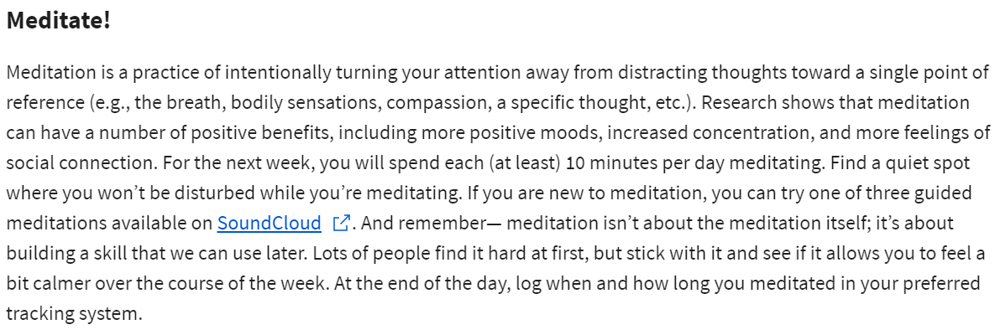 Meditate!
Meditation is a practice of intentionally turning your attention away from distracting thoughts toward a single point of
reference (e.g., the breath, bodily sensations, compassion, a specific thought, etc.). Research shows that meditation
can have a number of positive benefits, including more positive moods, increased concentration, and more feelings of
social connection. For the next week, you will spend each (at least) 10 minutes per day meditating. Find a quiet spot
where you won’t be disturbed while you’re meditating. If you are new to meditation, you can try one of three guided
meditations available on SoundCloud. And remember— meditation isn’t about the meditation itself; it’s about
building a skill that we can use later. Lots of people find it hard at first, but stick with it and see if it allows you to feel a
bit calmer over the course of the week. At the end of the day, log when and how long you meditated in your preferred
tracking system.